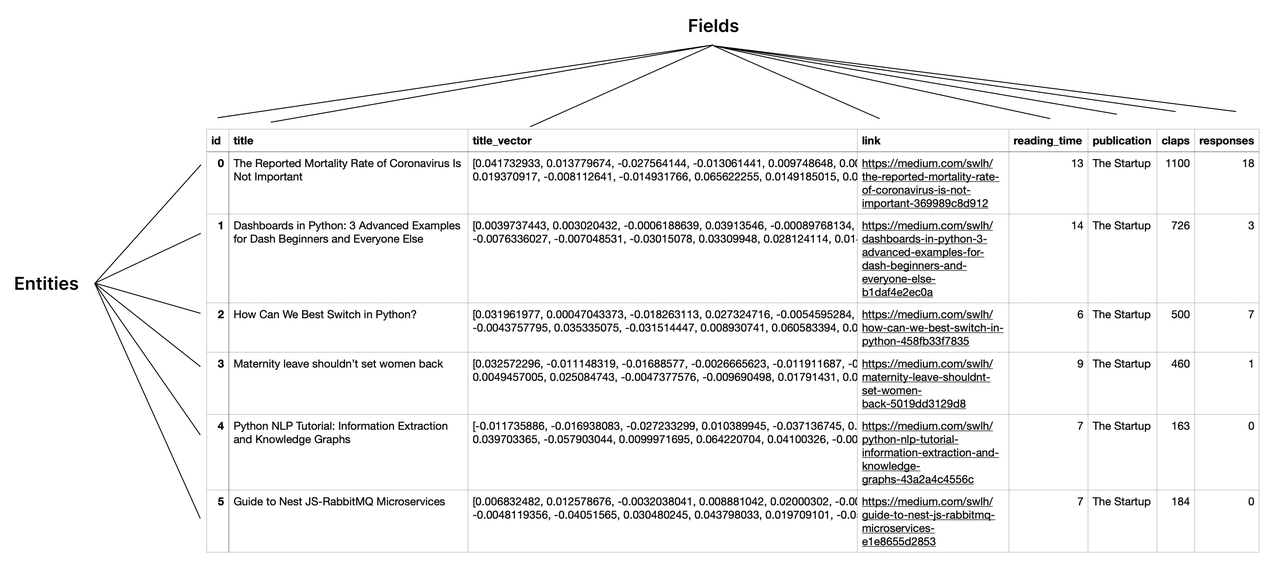 Fields
Entities
id title title_vector link reading_time publication claps responses
0 The Reported Mortality Rate of Coronavirus Is [0.041732933, 0.013779674, -0.027564144, -0.013061441, 0.009748648, 0.00 https://medium.com/swlh/ 13 The Startup 1100 18
Not Important 0.019370917, -0.008112641, -0.014931766, 0.065622255, 0.0149185015, 0.0 the-reported-mortality-rate-
of-coronavirus-is-not-
important-369989c8d912
1 Dashboards in Python: 3 Advanced Examples [0.0039737443, 0.003020432, -0.0006188639, 0.03913546, -0.00089768134, https://medium.com/swlh/ 14 The Startup 726 3
for Dash Beginners and Everyone Else -0.0076336027, -0.007048531, -0.03015078, 0.03309948, 0.028124114, 0.01 dashboards-in-python-3-
advanced-examples-for-
dash-beginners-and-
everyone-else-
b1daf4e2ec0a
2 How Can We Best Switch in Python? [0.031961977, 0.00047043373, -0.018263113, 0.027324716, -0.0054595284, https://medium.com/swlh/ 6 The Startup 500 7
-0.0043757795, 0.035335075, -0.031514447, 0.008930741, 0.060583394, 0.0 how-can-we-best-switch-in-
python-458fb33f7835
3 Maternity leave shouldn't set women back [0.032572296, -0.011148319, -0.01688577, -0.0026665623, -0.011911687, -0 https://medium.com/swlh/ 9 The Startup 460 1
0.0049457005, 0.025084743, -0.0047377576, -0.009690498, 0.01791431, 0.0 maternity-leave-shouldnt-
set-women-
back-5019dd3129d8
4 Python NLP Tutorial: Information Extraction [-0.011735886, -0.016938083, -0.027233299, 0.010389945, -0.037136745, 0. https://medium.com/swlh/ 7 The Startup 163 0
and Knowledge Graphs 0.039703365, -0.057903044, 0.0099971695, 0.064220704, 0.04100326, -0.00 python-nlp-tutorial-
information-extraction-and-
knowledge-
graphs-43a2a4c4556c
5 Guide to Nest JS-RabbitMQ Microservices [0.006832482, 0.012578676, -0.0032038041, 0.008881042, 0.02000302, -0.00 https://medium.com/swlh/ 7 The Startup 184 0
-0.0048119356, -0.04051565, 0.030480245, 0.043798033, 0.019709101, -0.0 guide-to-nest-js-rabbitmq-
microservices-
e1e8655d2853